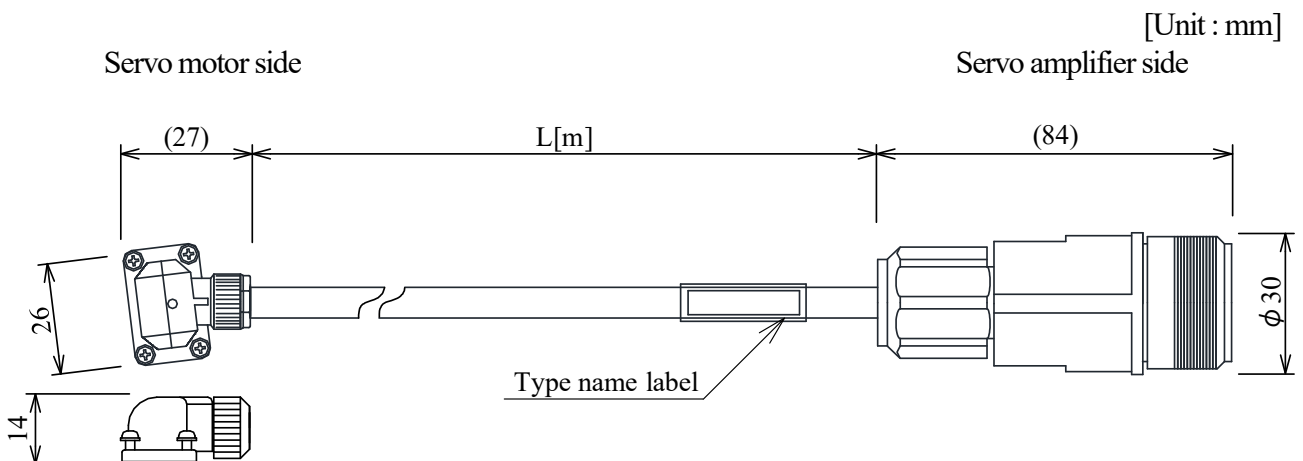 [Unit : mm]
Servo motor side
Servo amplifier side
(27)
L[m]
(84)
26
ϕ30
Type name label
14